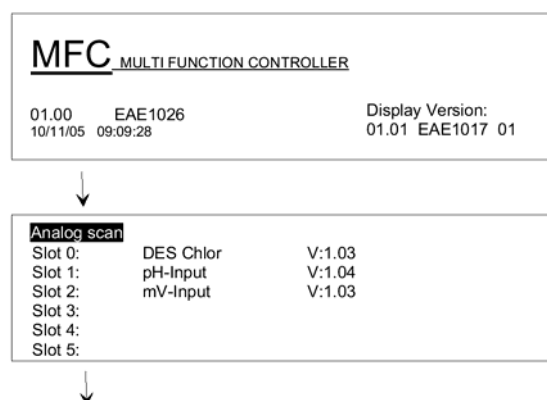 MFC MULTI FUNCTION CONTROLLER
01.00 EAE1026
10/11/05 09:09:28
Display Version:
01.01 EAE1017 01
Analog scan
Slot 0: DES Chlor V:1.03
Slot 1: pH-Input V:1.04
Slot 2: mV-Input V:1.03
Slot 3:
Slot 4:
Slot 5: